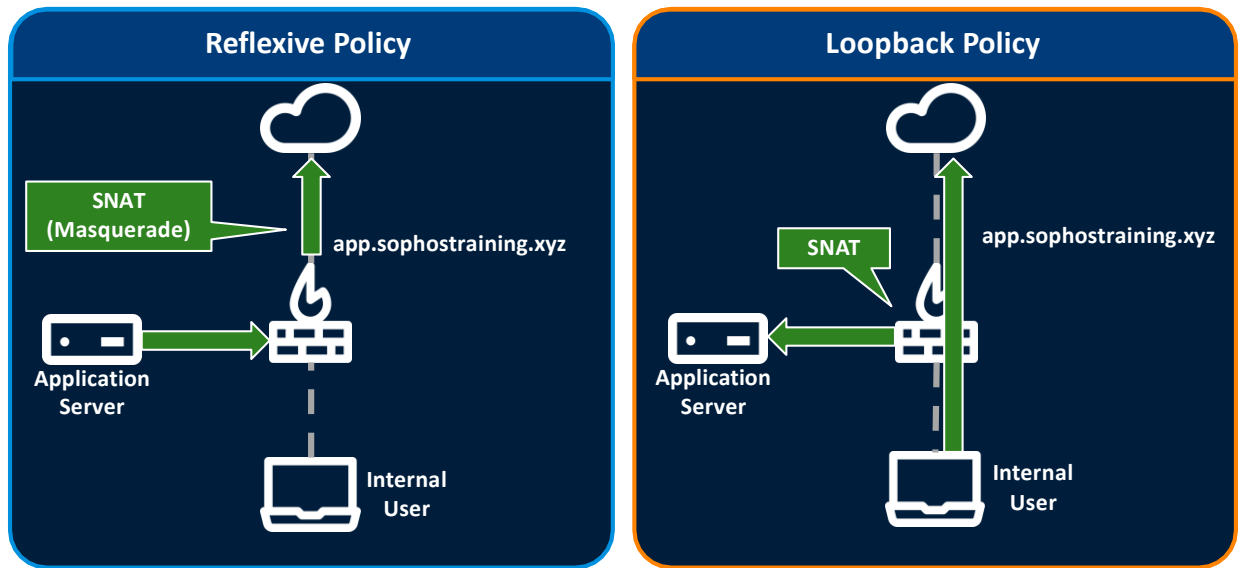 Reflexive Policy
SNAT
(Masquerade)
app.sophostraining.xyz
Application
Server
Internal
User
Loopback Policy
SNAT
app.sophostraining.xyz
Application
Server
Internal
User